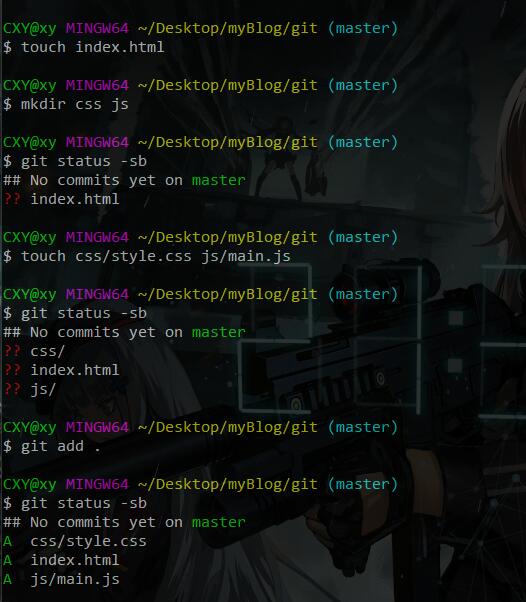 CXY@xy MINGW64 ~/Desktop/myBlog/git (master)
$ touch index.html
CXY@xy MINGW64 ~/Desktop/myBlog/git (master)
$ mkdir css js
CXY@xy MINGW64 ~/Desktop/myBlog/git (master)
$ git status -sb
## No commits yet on master
?? index.html
CXY@xy MINGW64 ~/Desktop/myBlog/git (master)
$ touch css/style.css js/main.js
CXY@xy MINGW64 ~/Desktop/myBlog/git (master)
$ git status -sb
## No commits yet on master
?? css/
?? index.html
?? js/
CXY@xy MINGW64 ~/Desktop/myBlog/git (master)
$ git add .
CXY@xy MINGW64 ~/Desktop/myBlog/git (master)
$ git status -sb
## No commits yet on master
A  css/style.css
A  index.html
A  js/main.js